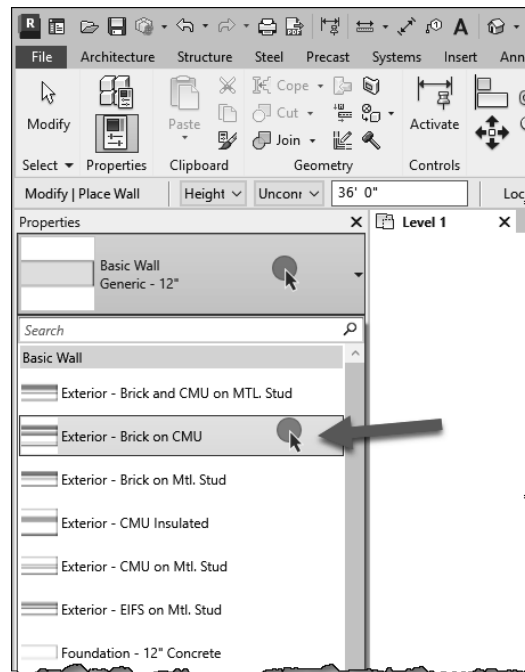 R A
File Architecture Structure Steel Precast Systems Insert Ann
Modify Paste Cope Cut Join Activate
Select Properties Clipboard Geometry Controls
Modify | Place Wall Height Unconr 36' 0" Loc
Properties X Level 1 X
Basic Wall
Generic - 12"
Search
Basic Wall
Exterior - Brick and CMU on MTL. Stud
Exterior - Brick on CMU
Exterior - Brick on Mtl. Stud
Exterior - CMU Insulated
Exterior - CMU on Mtl. Stud
Exterior - EIFS on Mtl. Stud
Foundation - 12" Concrete